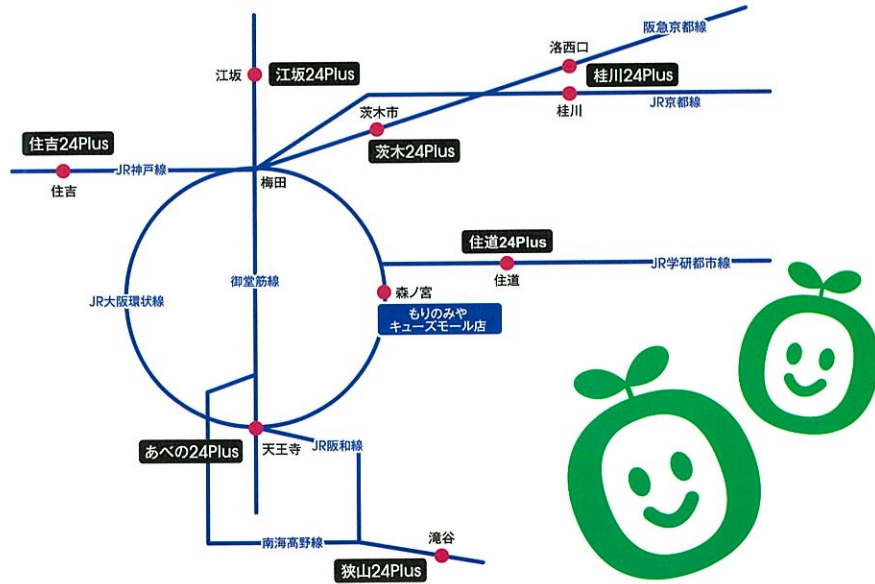 阪急京都線
洛西口
江坂
江坂24Plus
桂川24Plus
JR京都線
茨木市
桂川
住吉24Plus
茨木24Plus
JR神戸線
住吉
梅田
住道24Plus
JR学研都市線
御堂筋線
住道
JR大阪環状線
森ノ宮
もりのみや
キューズモール店
あべの24Plus
天王寺
JR阪和線
南海高野線
滝谷
狭山24Plus